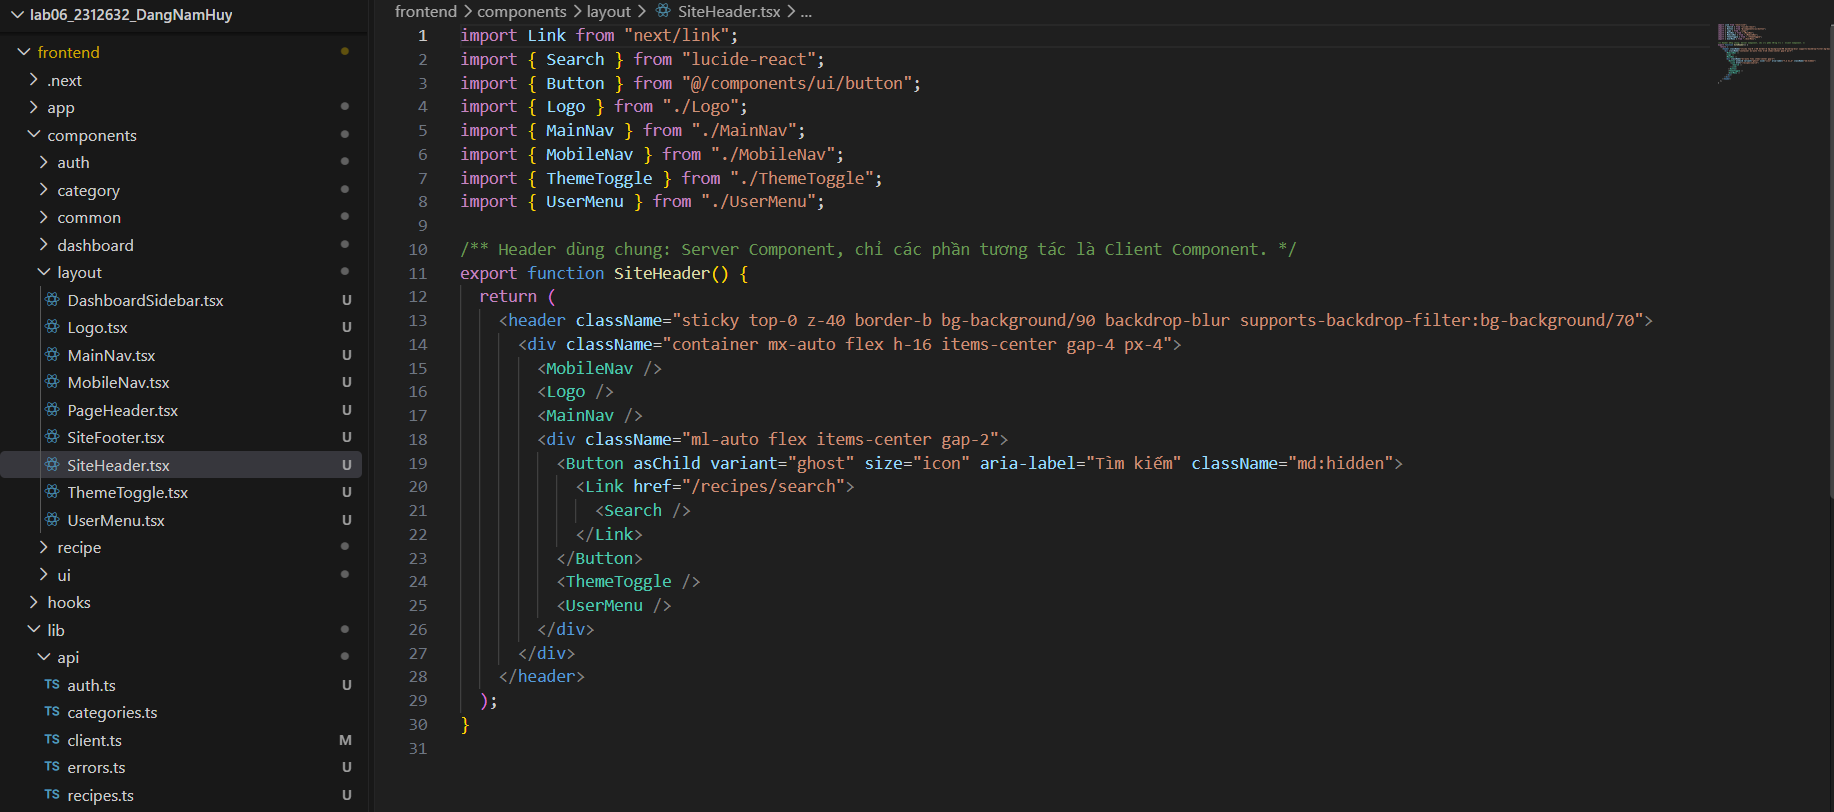 lab06_2312632_DangNamHuy
frontend
.next
app
components
auth
category
common
dashboard
layout
DashboardSidebar.tsx U
Logo.tsx U
MainNav.tsx U
MobileNav.tsx U
PageHeader.tsx U
SiteFooter.tsx U
SiteHeader.tsx U
ThemeToggle.tsx U
UserMenu.tsx U
recipe
ui
hooks
lib
api
TS auth.ts U
TS categories.ts
TS client.ts M
TS errors.ts U
TS recipes.ts U
frontend > components > layout > SiteHeader.tsx > ...
1 import Link from "next/link";
2 import { Search } from "lucide-react";
3 import { Button } from "@/components/ui/button";
4 import { Logo } from "./Logo";
5 import { MainNav } from "./MainNav";
6 import { MobileNav } from "./MobileNav";
7 import { ThemeToggle } from "./ThemeToggle";
8 import { UserMenu } from "./UserMenu";
9
10 /** Header dùng chung: Server Component, chỉ các phần tương tác là Client Component. */
11 export function SiteHeader() {
12 return (
13 <header className="sticky top-0 z-40 border-b bg-background/90 backdrop-blur supports-backdrop-filter:bg-background/70">
14 <div className="container mx-auto flex h-16 items-center gap-4 px-4">
15 <MobileNav />
16 <Logo />
17 <MainNav />
18 <div className="ml-auto flex items-center gap-2">
19 <Button asChild variant="ghost" size="icon" aria-label="Tìm kiếm" className="md:hidden">
20 <Link href="/recipes/search">
21 <Search />
22 </Link>
23 </Button>
24 <ThemeToggle />
25 <UserMenu />
26 </div>
27 </div>
28 </header>
29 );
30 }
31